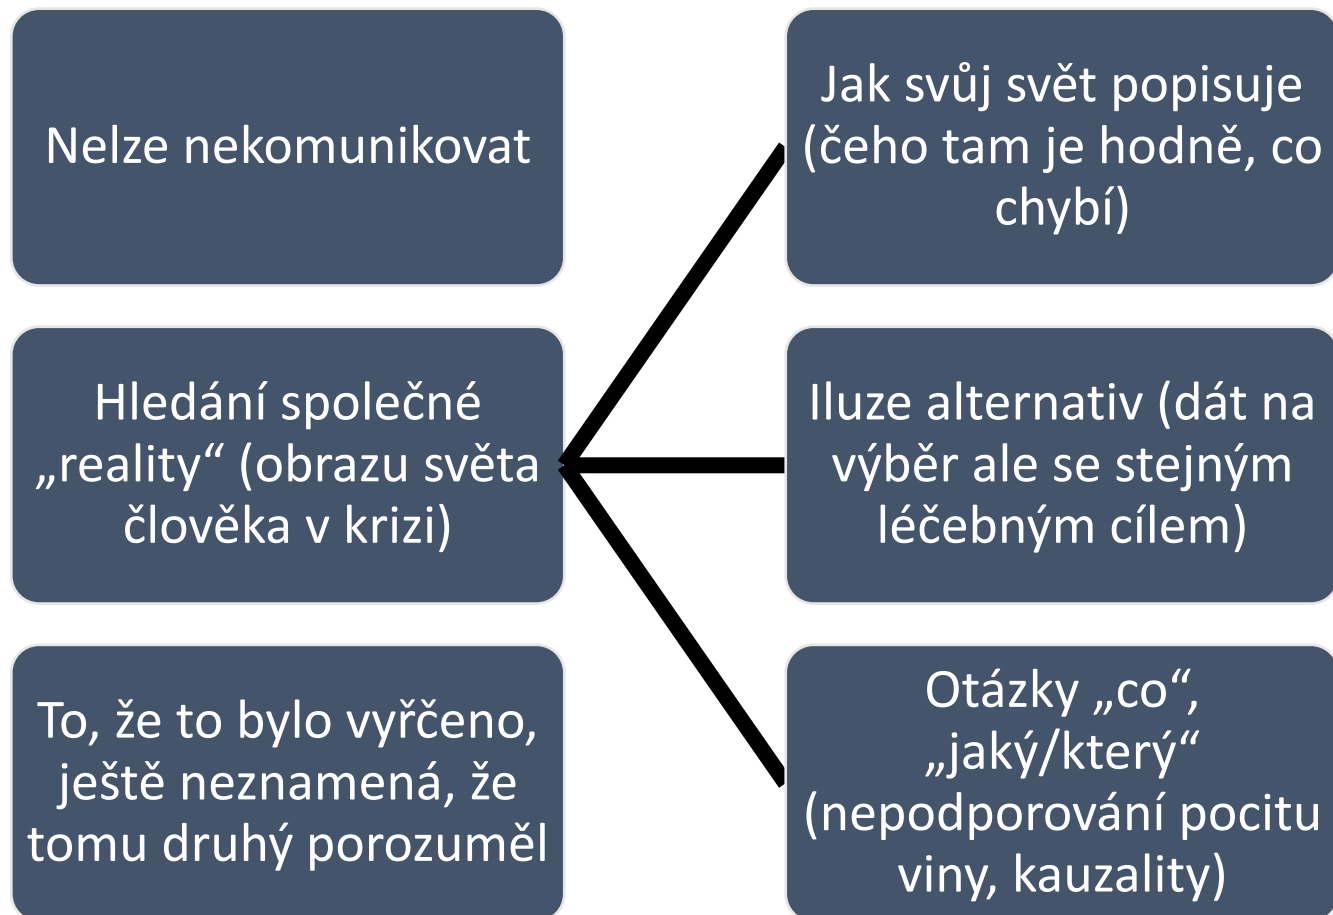 Nelze nekomunikovat
Hledání společné
„reality“ (obrazu světa
člověka v krizi)
To, že to bylo vyřčeno,
ještě neznamená, že
tomu druhý porozuměl
Jak svůj svět popisuje
(čeho tam je hodně, co
chybí)
Iluze alternativ (dát na
výběr ale se stejným
léčebným cílem)
Otázky „co“,
„jaký/který“
(nepodporování pocitu
viny, kauzality)